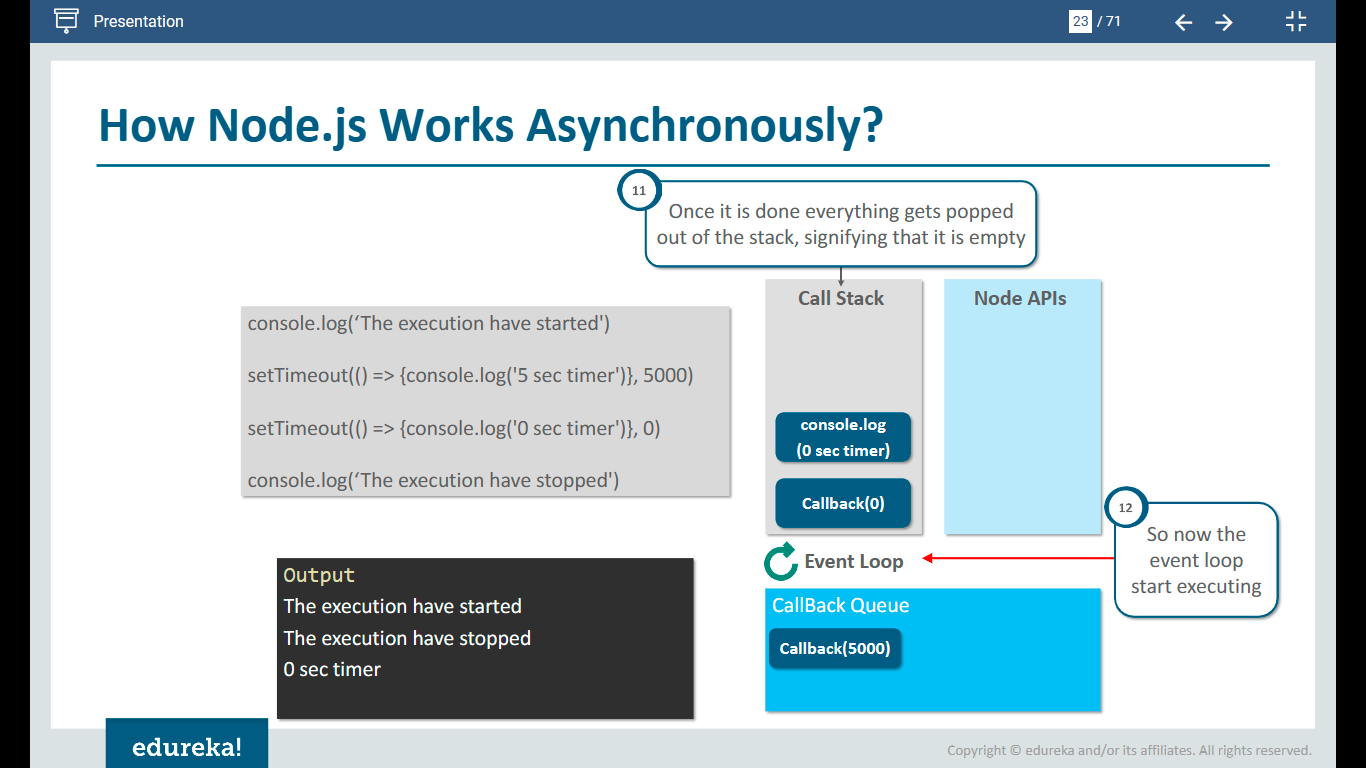 Presentation
23 / 71
How Node.js Works Asynchronously?
11
Once it is done everything gets popped
out of the stack, signifying that it is empty
console.log(‘The execution have started')
setTimeout(() => {console.log('5 sec timer')}, 5000)
setTimeout(() => {console.log('0 sec timer')}, 0)
console.log(‘The execution have stopped')
Call Stack
console.log
(0 sec timer)
Callback(0)
Node APIs
12
So now the
event loop
start executing
Event Loop
CallBack Queue
Callback(5000)
Output
The execution have started
The execution have stopped
0 sec timer
edureka!
Copyright © edureka and/or its affiliates. All rights reserved.